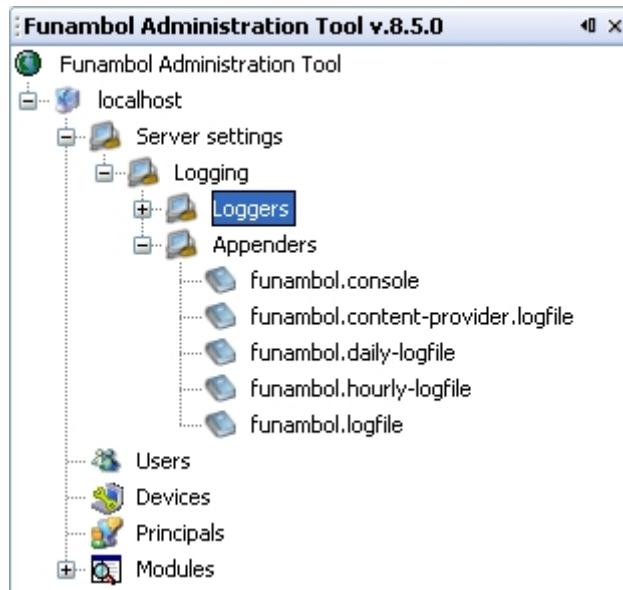 Funambol Administration Tool v.8.5.0
Funambol Administration Tool
localhost
Server settings
Logging
Loggers
Appenders
funambol.console
funambol.content-provider.logfile
funambol.daily-logfile
funambol.hourly-logfile
funambol.logfile
Users
Devices
Principals
Modules